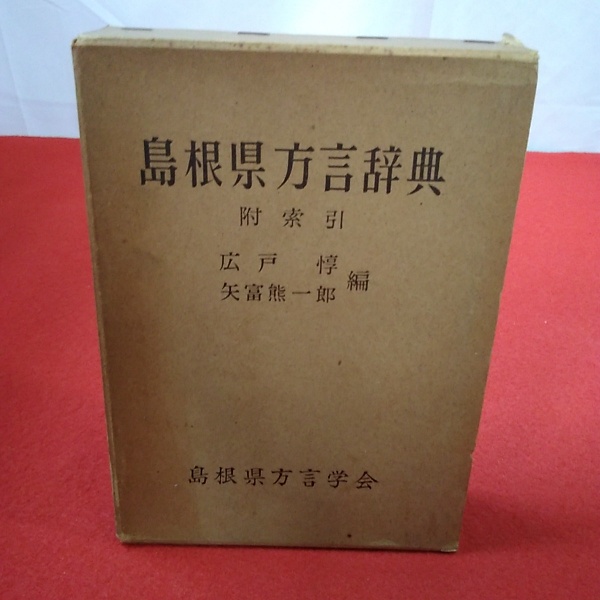 島根県方言辞典
附索引
広戸惇
矢富熊一郎 編
島根県方言学会